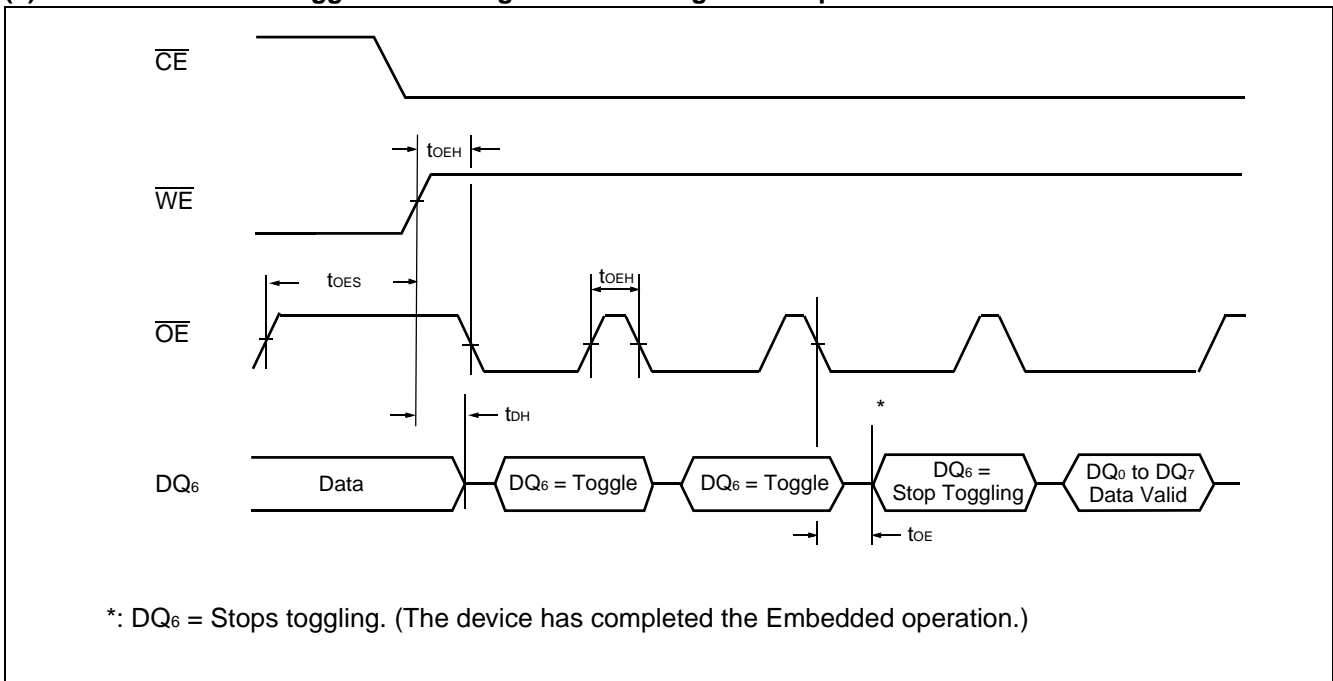 CE
tOEH
WE
tOES
tOEH
OE
*
tDH
DQ6
Data
DQ6 = Toggle
DQ6 = Toggle
DQ6 =
Stop Toggling
DQ0 to DQ7
Data Valid
tOE
*: DQ6 = Stops toggling. (The device has completed the Embedded operation.)